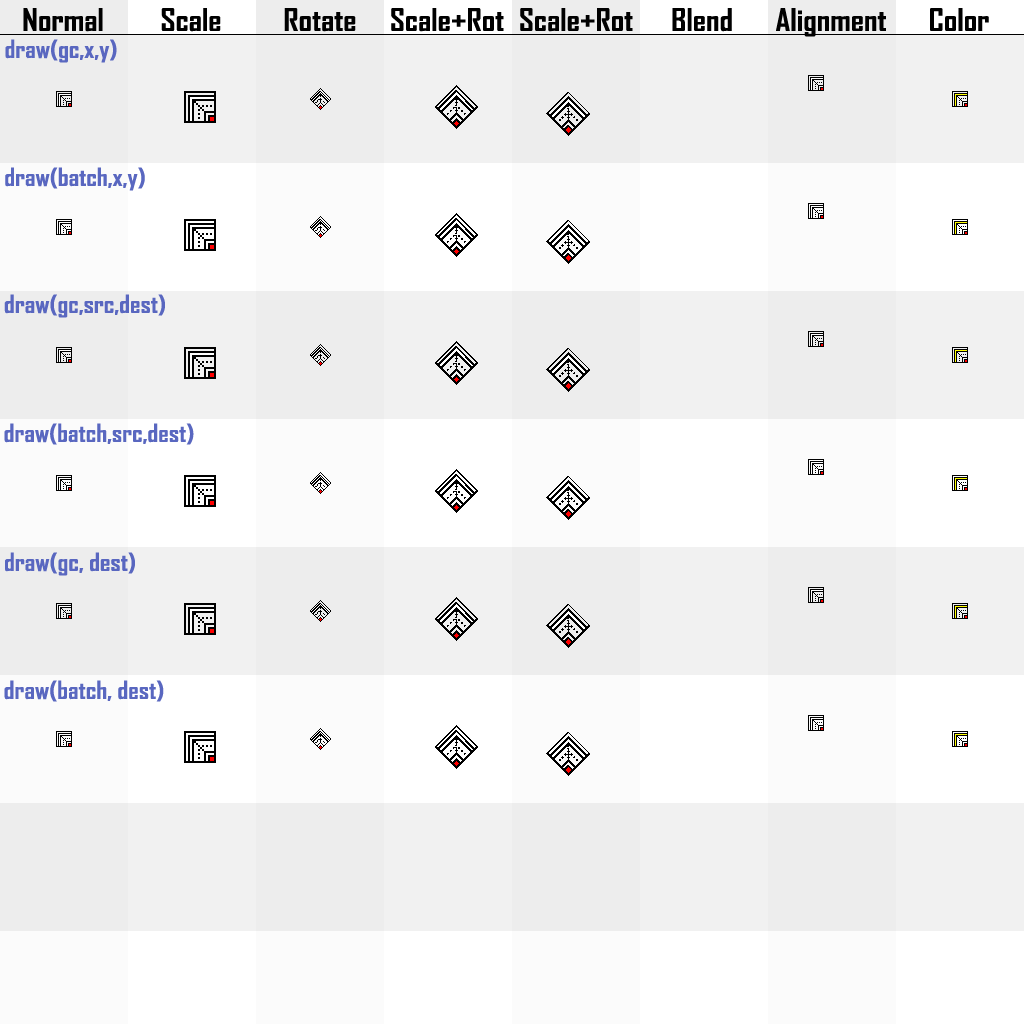 Normal Scale Rotate Scale+Rot Scale+Rot Blend Alignment Color
draw(gc,x,y)
draw(batch,x,y)
draw(gc,src,dest)
draw(batch,src,dest)
draw(gc, dest)
draw(batch, dest)